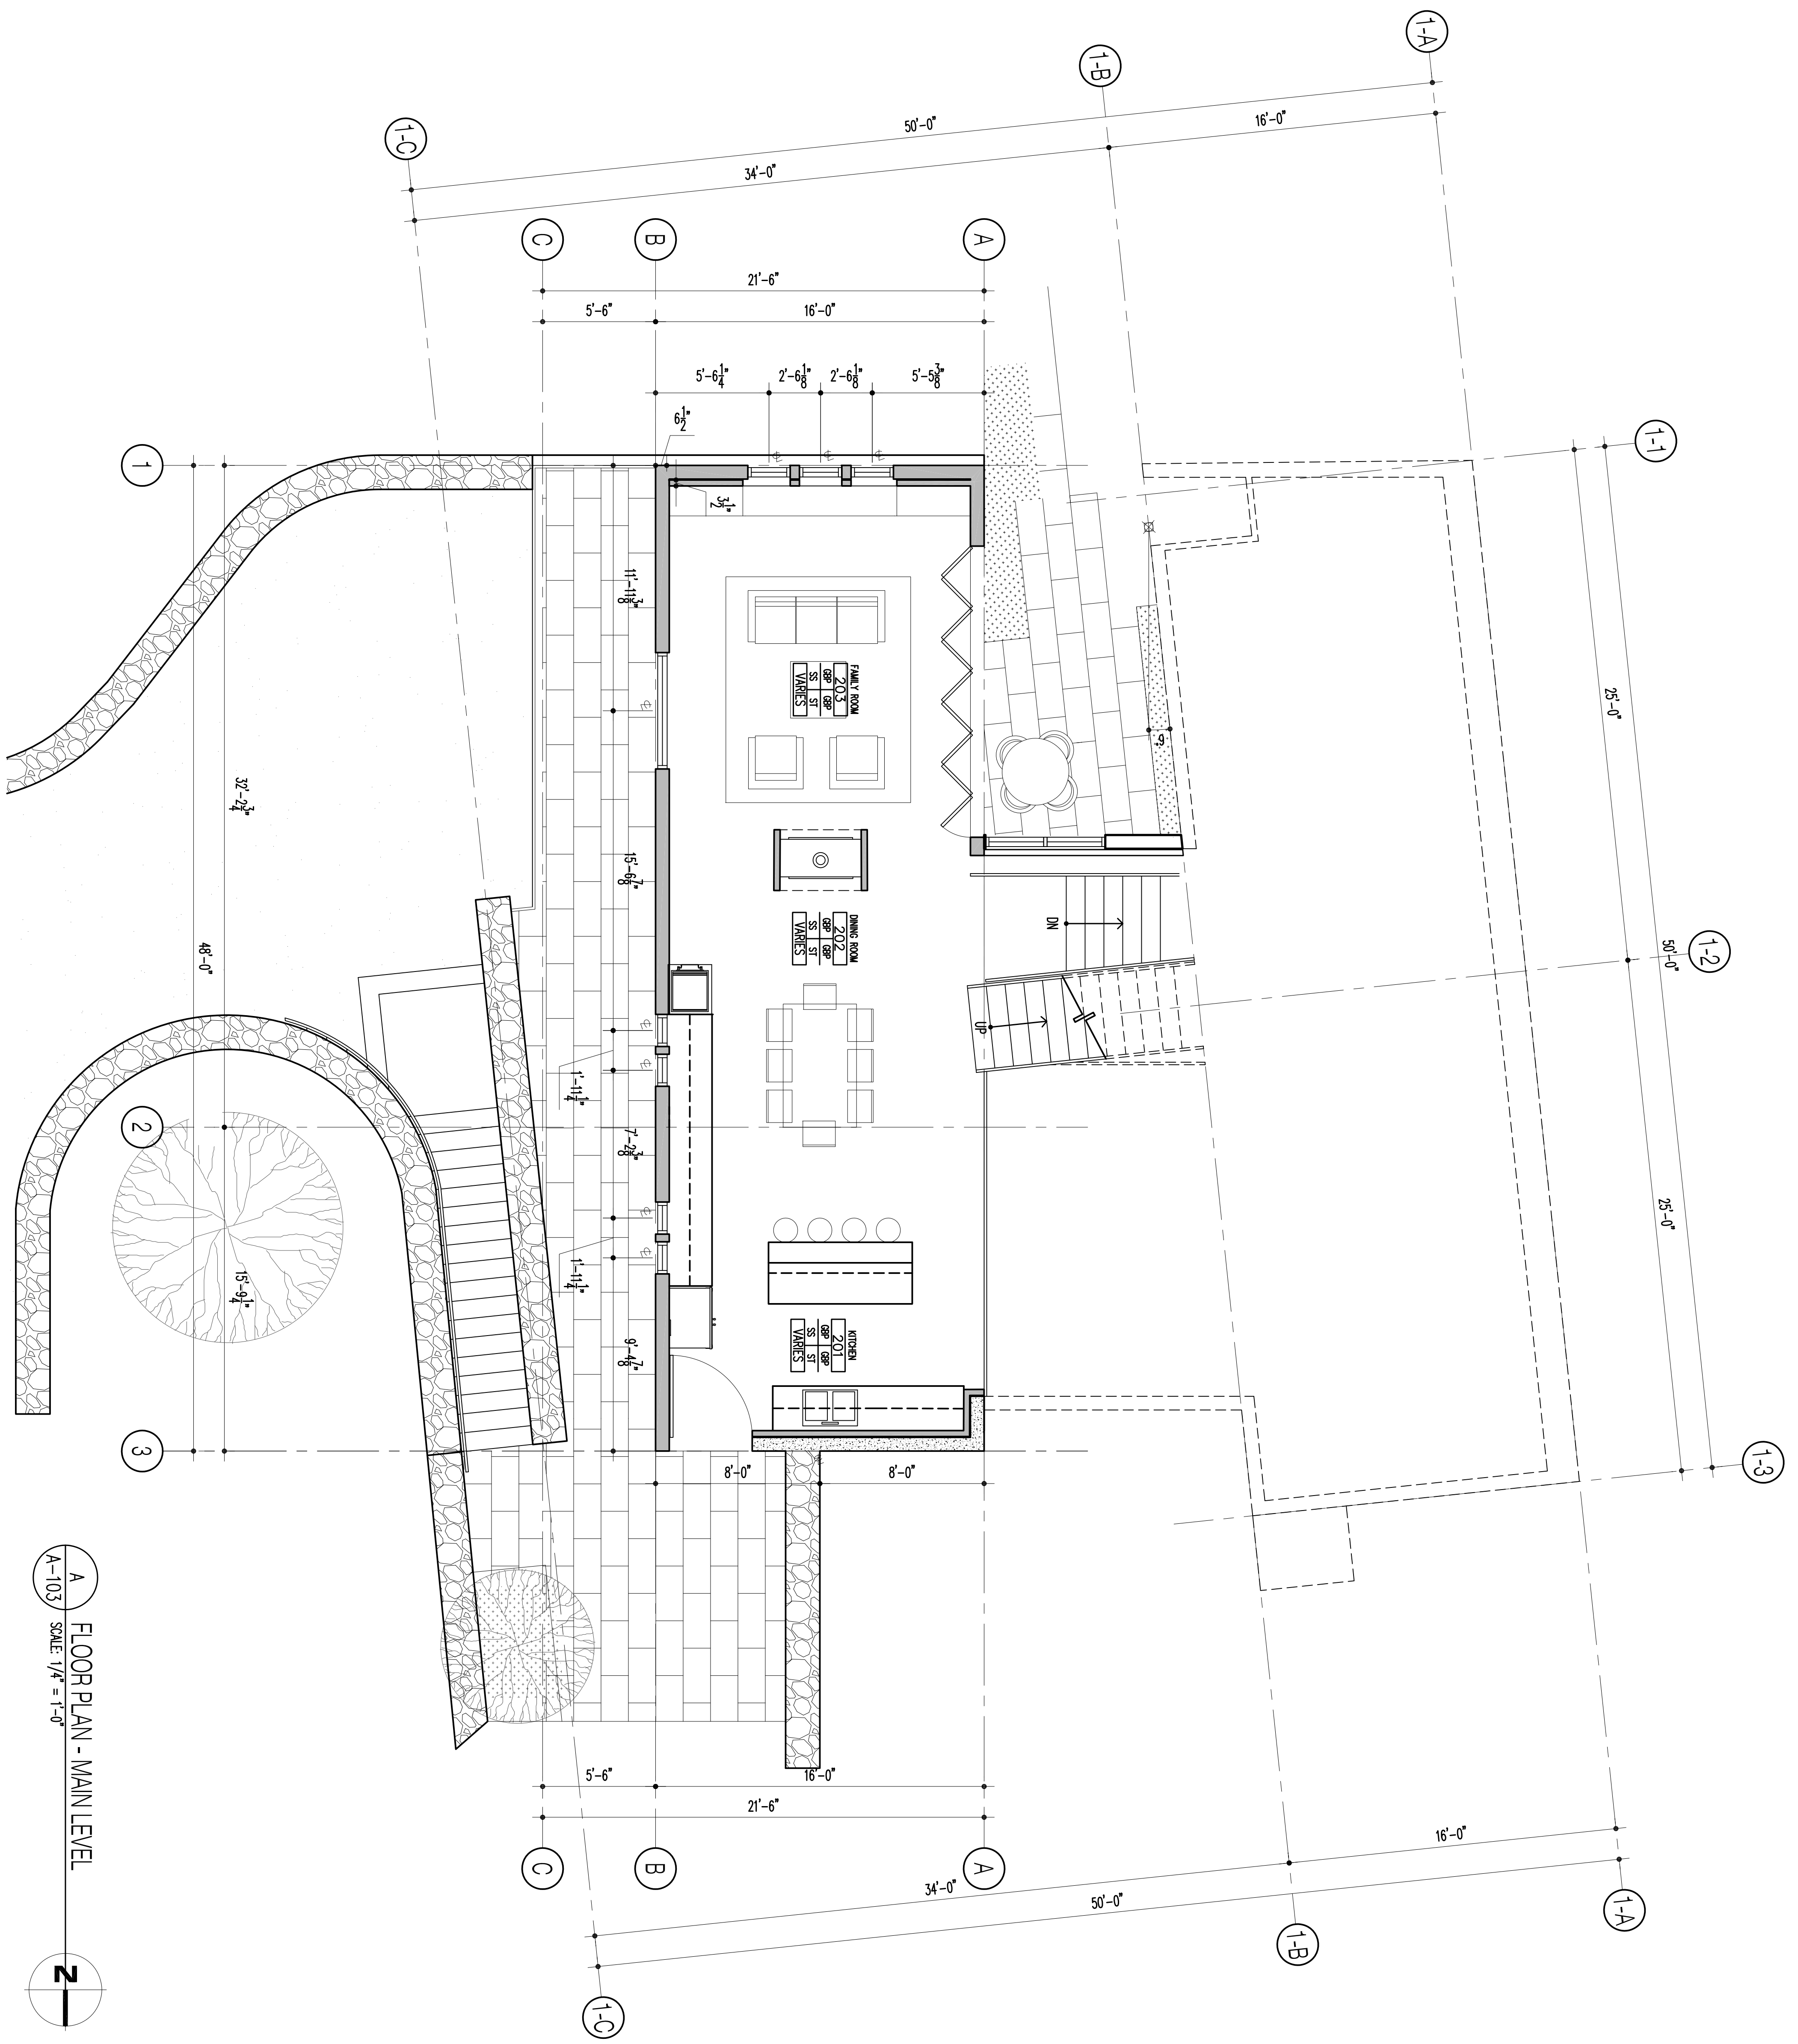 1-A
1-B
1-C
50'-0"
16'-0"
34'-0"
C
B
A
21'-6"
5'-6"
16'-0"
5'-6 1/4"
2'-6 1/8"
2'-6 1/8"
5'-5 3/8"
6 1/2"
3 1/2"
1
1-1
1-2
1-3
25'-0"
50'-0"
25'-0"
11'-11 3/8"
15'-6 7/8"
1'-11 1/4"
7'-2 3/8"
1'-11 1/4"
9'-4 7/8"
32'-2 3/4"
48'-0"
15'-9 1/4"
2
3
FAMILY ROOM
203
GBP GBP
SS ST
VARIES
6"
DINING ROOM
202
GBP GBP
SS ST
VARIES
DN
UP
KITCHEN
201
GBP GBP
SS ST
VARIES
8'-0"
8'-0"
5'-6"
16'-0"
21'-6"
C
B
A
16'-0"
34'-0"
50'-0"
1-A
1-B
1-C
A
A-103
FLOOR PLAN - MAIN LEVEL
SCALE: 1/4" = 1'-0"
N